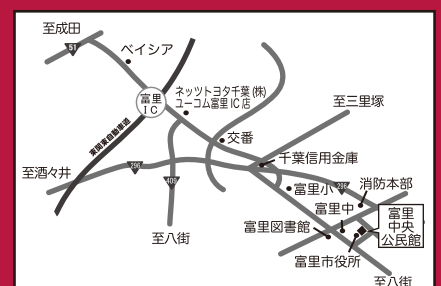 至成田
51
ベイシア
富里
IC
ネッツトヨタ千葉(株)
ユーコム富里IC店
至三里塚
東関東自動車道
交番
千葉信用金庫
至酒々井
296
409
富里小
296
消防本部
富里中
富里
中央
公民館
富里図書館
至八街
富里市役所
至八街